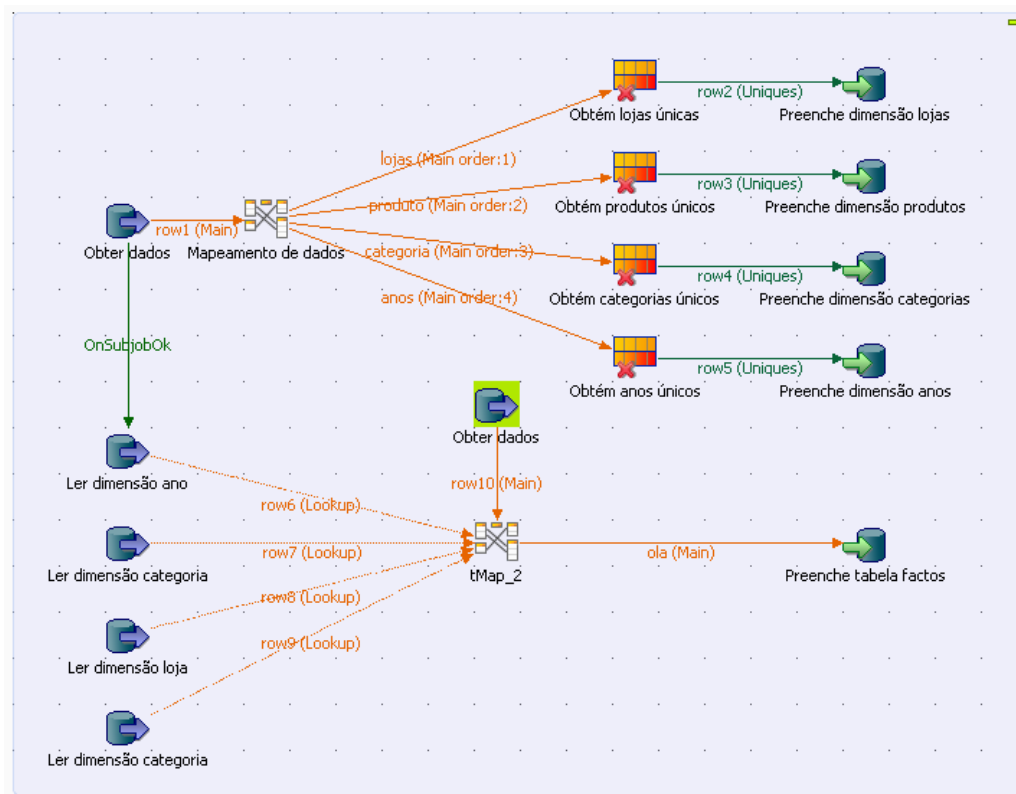 row2 (Uniques)
Obtém lojas únicas
Preenche dimensão lojas
lojas (Main order:1)
row3 (Uniques)
produto (Main order:2)
Obtém produtos únicos
Preenche dimensão produtos
row1 (Main)
Obter dados
Mapeamento de dados
categoria (Main order:3)
row4 (Uniques)
anos (Main order:4)
Obtém categorias únicos
Preenche dimensão categorias
OnSubjobOk
row5 (Uniques)
Obtém anos únicos
Preenche dimensão anos
Obter dados
Ler dimensão ano
row10 (Main)
row6 (Lookup)
row7 (Lookup)
ola (Main)
Ler dimensão categoria
tMap_2
Preenche tabela factos
row8 (Lookup)
row9 (Lookup)
Ler dimensão loja
Ler dimensão categoria